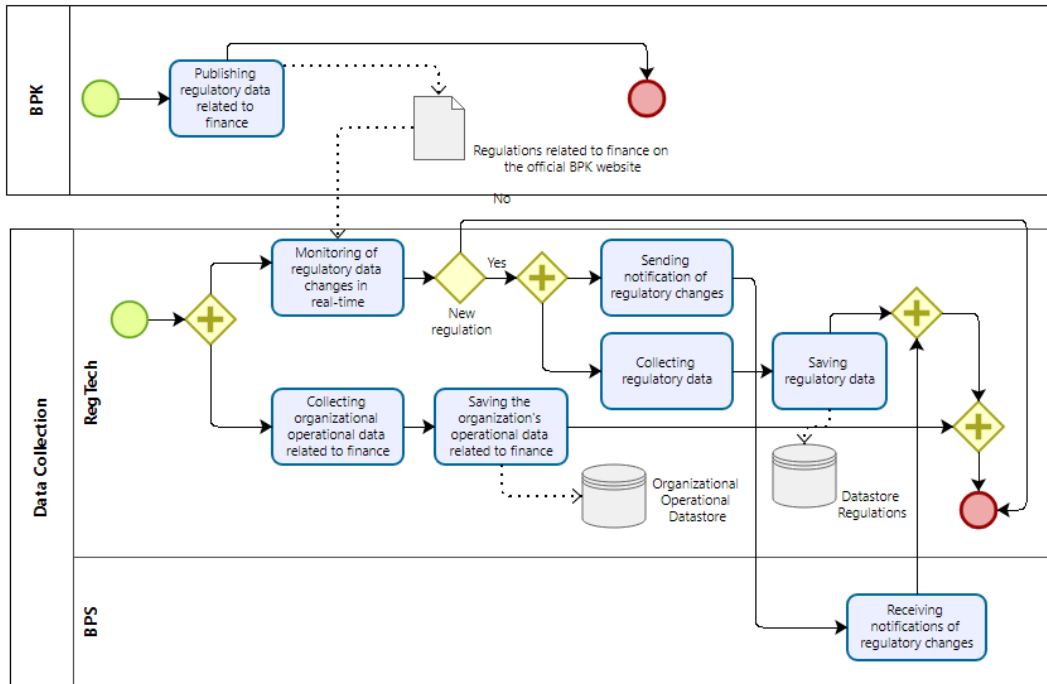 BPK
Publishing
regulatory data
related to
finance
Regulations related to finance on
the official BPK website
Data Collection
RegTech
No
Monitoring of
regulatory data
changes in
real-time
Yes
New
regulation
Sending
notification of
regulatory changes
Collecting
regulatory data
Saving
regulatory data
Collecting
organizational
operational data
related to finance
Saving the
organization's
operational data
related to finance
Organizational
Operational
Datastore
Datastore
Regulations
BPS
Receiving
notifications of
regulatory changes